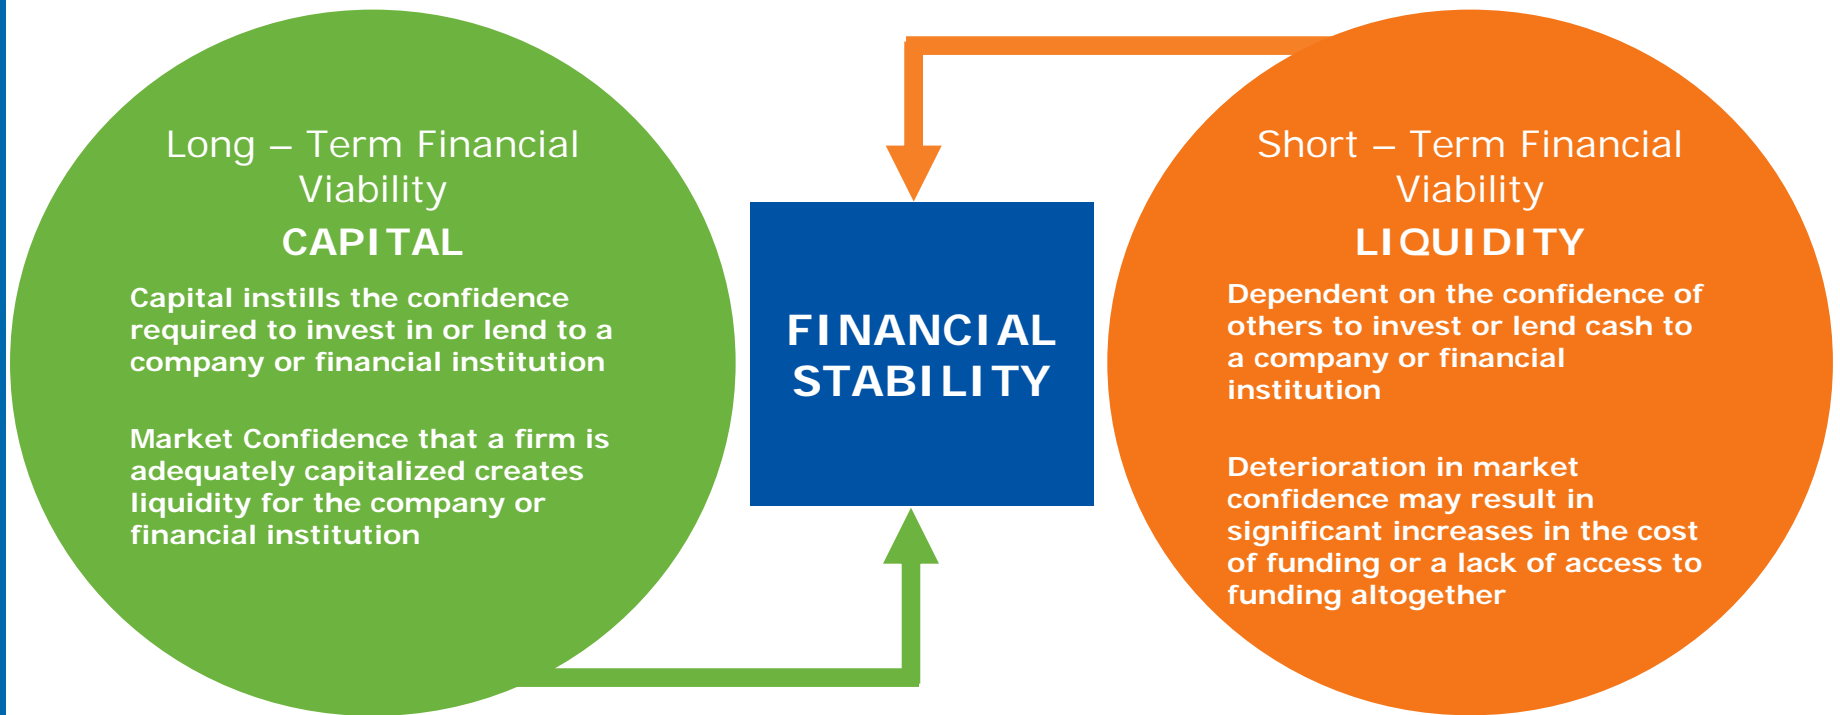 Long – Term Financial
Viability
CAPITAL
Capital instills the confidence
required to invest in or lend to a
company or financial institution
Market Confidence that a firm is
adequately capitalized creates
liquidity for the company or
financial institution
FINANCIAL
STABILITY
Short – Term Financial
Viability
LIQUIDITY
Dependent on the confidence of
others to invest or lend cash to
a company or financial
institution
Deterioration in market
confidence may result in
significant increases in the cost
of funding or a lack of access to
funding altogether